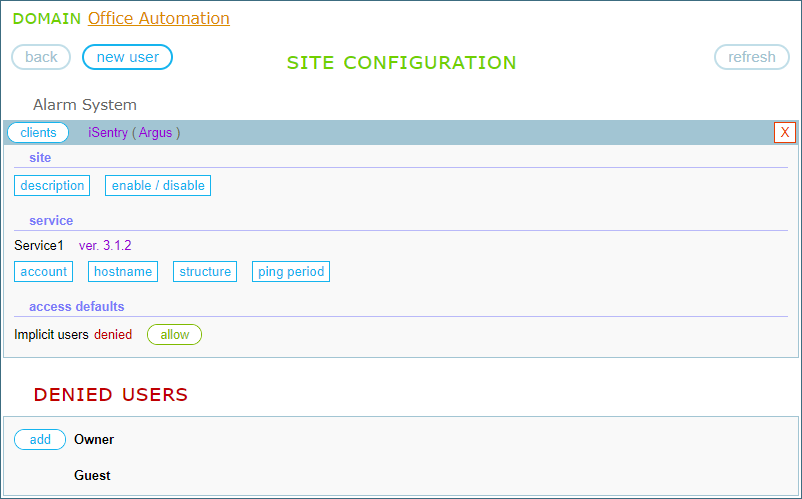 DOMAIN Office Automation
back new user SITE CONFIGURATION refresh
Alarm System
clients iSentry ( Argus ) X
site
description enable / disable
service
Service1 ver. 3.1.2
account hostname structure ping period
access defaults
Implicit users denied allow
DENIED USERS
add Owner
Guest